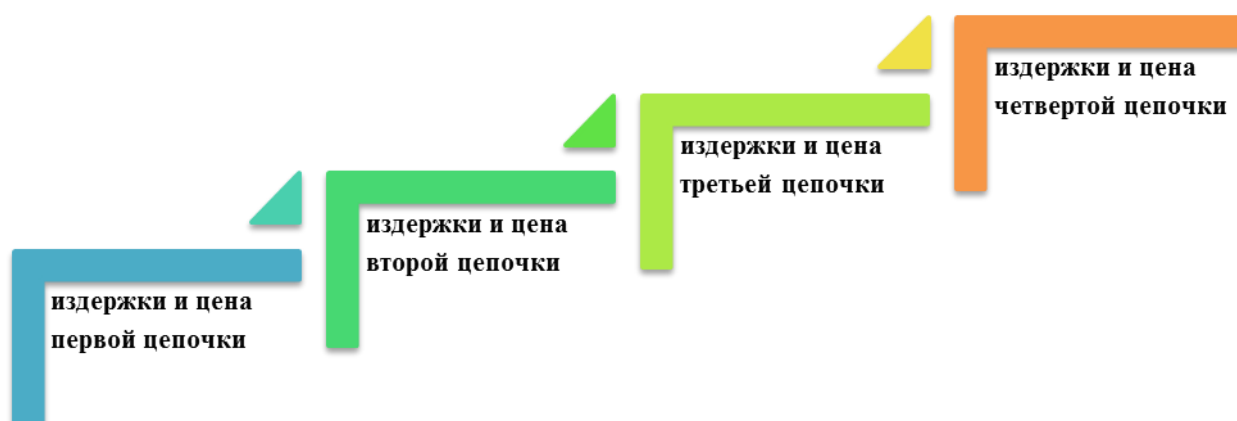 издержки и цена
четвертой цепочки
издержки и цена
третьей цепочки
издержки и цена
второй цепочки
издержки и цена
первой цепочки